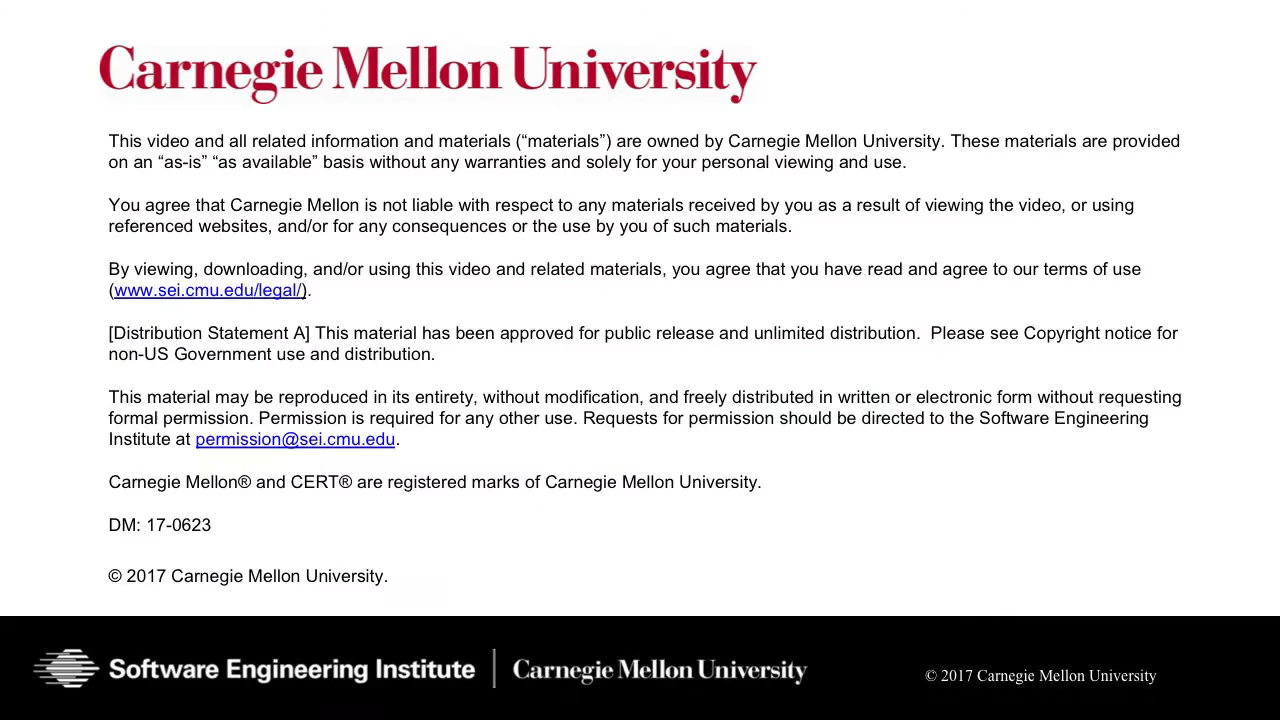 Carnegie Mellon University
This video and all related information and materials (“materials”) are owned by Carnegie Mellon University. These materials are provided
on an “as-is” “as available” basis without any warranties and solely for your personal viewing and use.
You agree that Carnegie Mellon is not liable with respect to any materials received by you as a result of viewing the video, or using
referenced websites, and/or for any consequences or the use by you of such materials.
By viewing, downloading, and/or using this video and related materials, you agree that you have read and agree to our terms of use
(www.sei.cmu.edu/legal/).
[Distribution Statement A] This material has been approved for public release and unlimited distribution.  Please see Copyright notice for
non-US Government use and distribution.
This material may be reproduced in its entirety, without modification, and freely distributed in written or electronic form without requesting
formal permission. Permission is required for any other use. Requests for permission should be directed to the Software Engineering
Institute at permission@sei.cmu.edu.
Carnegie Mellon® and CERT® are registered marks of Carnegie Mellon University.
DM: 17-0623
© 2017 Carnegie Mellon University.
Software Engineering Institute | Carnegie Mellon University
© 2017 Carnegie Mellon University